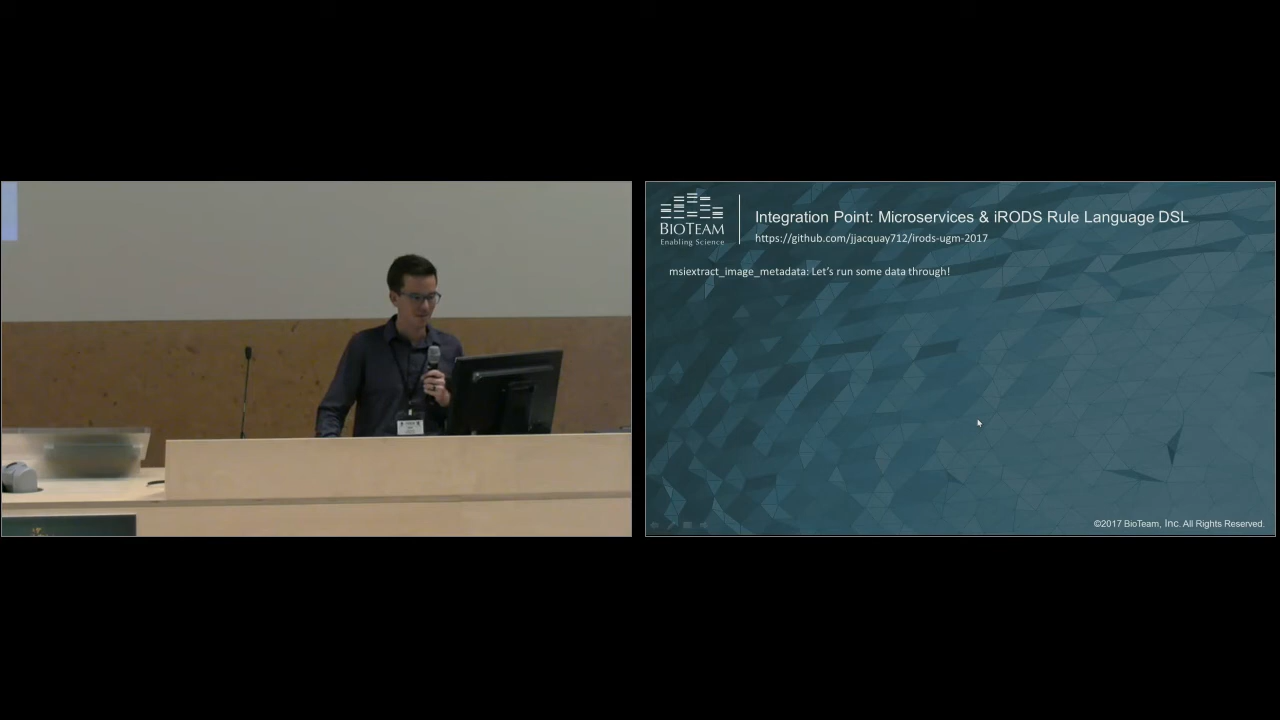 BIOTEAM
Enabling Science
Integration Point: Microservices & iRODS Rule Language DSL
https://github.com/jjacquay712/irods-ugm-2017
msiextract_image_metadata: Let's run some data through!
©2017 BioTeam, Inc. All Rights Reserved.